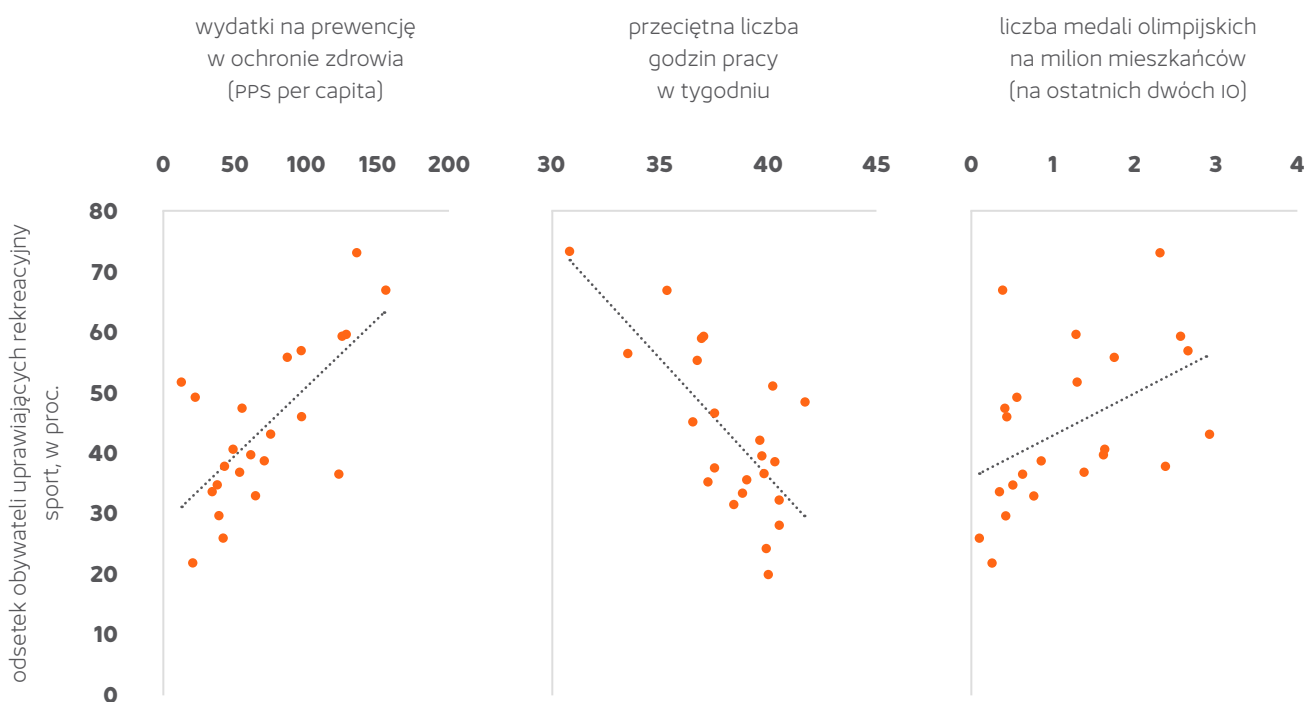 wydatki na prewencję
w ochronie zdrowia
(PPS per capita)
przeciętna liczba
godzin pracy
w tygodniu
liczba medali olimpijskich
na milion mieszkańców
(na ostatnich dwóch IO)
0 50 100 150 200
30 35 40 45
0 1 2 3 4
odsetek obywateli uprawiających rekreacyjny
sport, w proc.
80
70
60
50
40
30
20
10
0